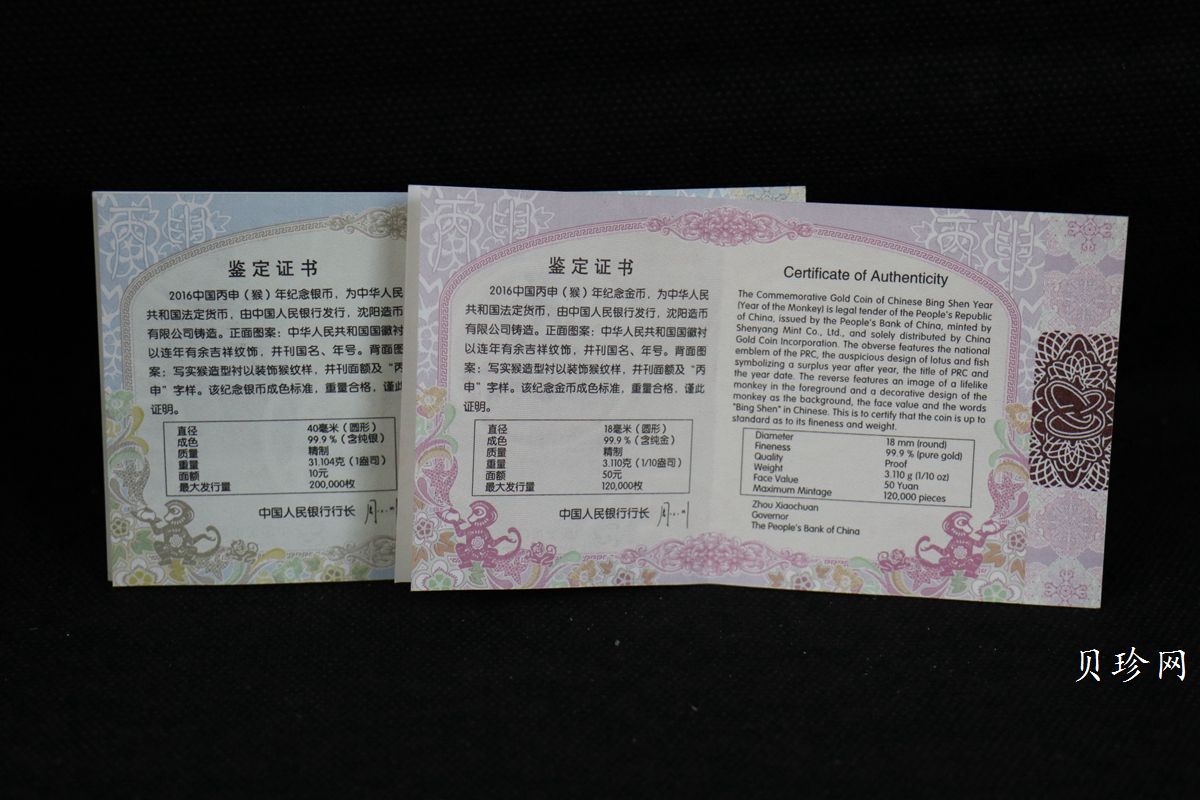 鉴定证书
2016中国丙申（猴）年纪念银币，为中华人民
共和国法定货币，由中国人民银行发行，沈阳造币
有限公司铸造。正面图案：中华人民共和国国徽衬
以连年有余吉祥纹饰，并刊国名、年号。背面图
案：写实猴造型衬以装饰猴纹样，并刊面额及“丙
申”字样。该纪念银币成色标准，重量合格，谨此
证明。
直径 40毫米（圆形）
成色 99.9％（含纯银）
质量 精制
重量 31.104克（1盎司）
面额 10元
最大发行量 200,000枚
中国人民银行行长
鉴定证书
2016中国丙申（猴）年纪念金币，为中华人民
共和国法定货币，由中国人民银行发行，沈阳造币
有限公司铸造。正面图案：中华人民共和国国徽衬
以连年有余吉祥纹饰，并刊国名、年号。背面图
案：写实猴造型衬以装饰猴纹样，并刊面额及“丙
申”字样。该纪念金币成色标准，重量合格，谨此
证明。
直径 18毫米（圆形）
成色 99.9％（含纯金）
质量 精制
重量 3.110克（1/10盎司）
面额 50元
最大发行量 120,000枚
中国人民银行行长
Certificate of Authenticity
The Commemorative Gold Coin of Chinese Bing Shen Year
(Year of the Monkey) is legal tender of the People's Republic
of China, issued by the People's Bank of China, minted by
Shenyang Mint Co., Ltd., and solely distributed by China
Gold Coin Incorporation. The obverse features the national
emblem of the PRC, the auspicious design of lotus and fish
symbolizing a surplus year after year, the title of PRC and
the year date. The reverse features an image of a lifelike
monkey in the foreground and a decorative design of the
monkey as the background, the face value and the words
"Bing Shen" in Chinese. This is to certify that the coin is up to
standard as to its fineness and weight.
Diameter 18 mm (round)
Fineness 99.9 % (pure gold)
Quality Proof
Weight 3.110 g (1/10 oz)
Face Value 50 Yuan
Maximum Mintage 120,000 pieces
Zhou Xiaochuan
Governor
The People's Bank of China
贝珍网